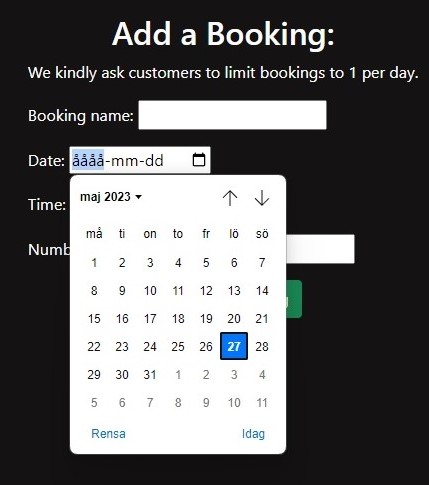 Add a Booking:
We kindly ask customers to limit bookings to 1 per day.
Booking name:
Date: åååå-mm-dd
maj 2023
Time:
må ti on to fr lö sö
Numb
1 2 3 4 5 6 7
8 9 10 11 12 13 14
15 16 17 18 19 20 21
22 23 24 25 26 27 28
29 30 31 1 2 3 4
5 6 7 8 9 10 11
Rensa Idag